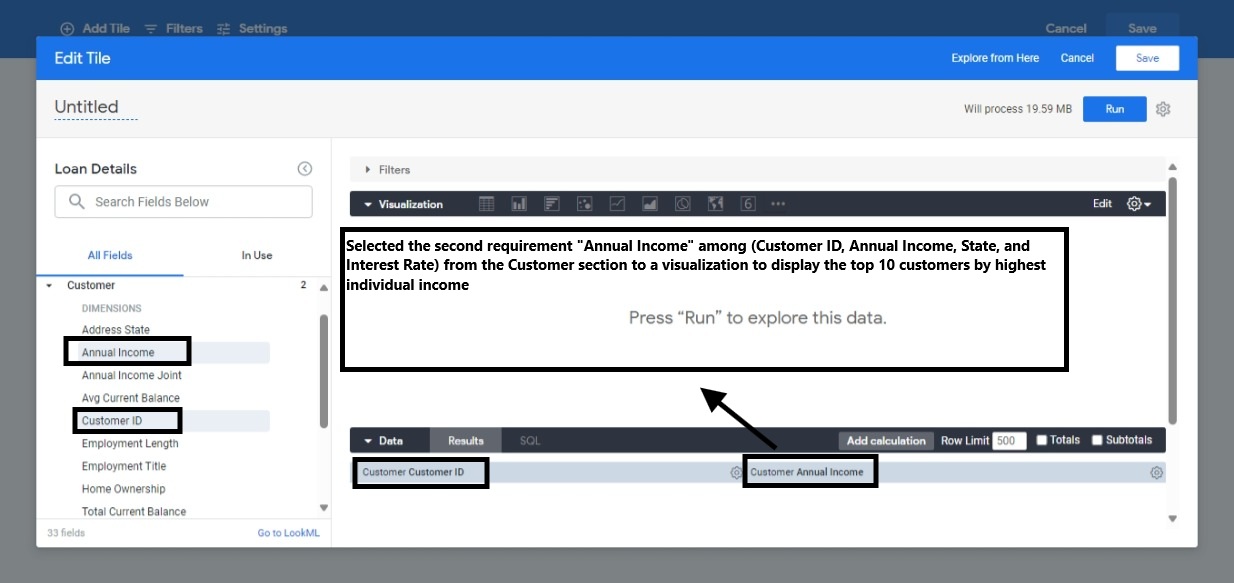 Add Tile Filters Settings Cancel Save
Edit Tile Explore from Here Cancel Save
Untitled Will process 19.59 MB Run
Loan Details
Search Fields Below
All Fields In Use
Customer 2
DIMENSIONS
Address State
Annual Income
Annual Income Joint
Avg Current Balance
Customer ID
Employment Length
Employment Title
Home Ownership
Total Current Balance
33 fields Go to LookML
Filters
Visualization 6 Edit
Selected the second requirement "Annual Income" among (Customer ID, Annual Income, State, and
Interest Rate) from the Customer section to a visualization to display the top 10 customers by highest
individual income
Press “Run” to explore this data.
Data Results SQL Add calculation Row Limit 500 Totals Subtotals
Customer Customer ID Customer Annual Income